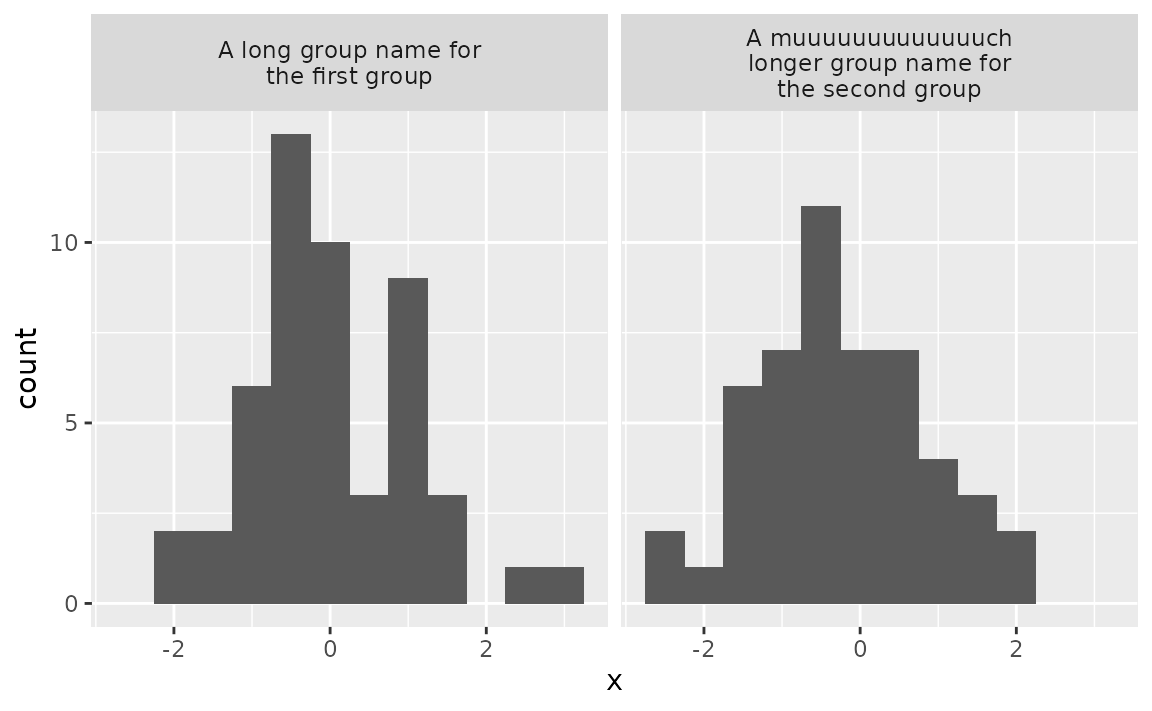 A long group name for
the first group
A muuuuuuuuuuuuuch
longer group name for
the second group
10
5
0
count
-2
0
2
-2
0
2
x